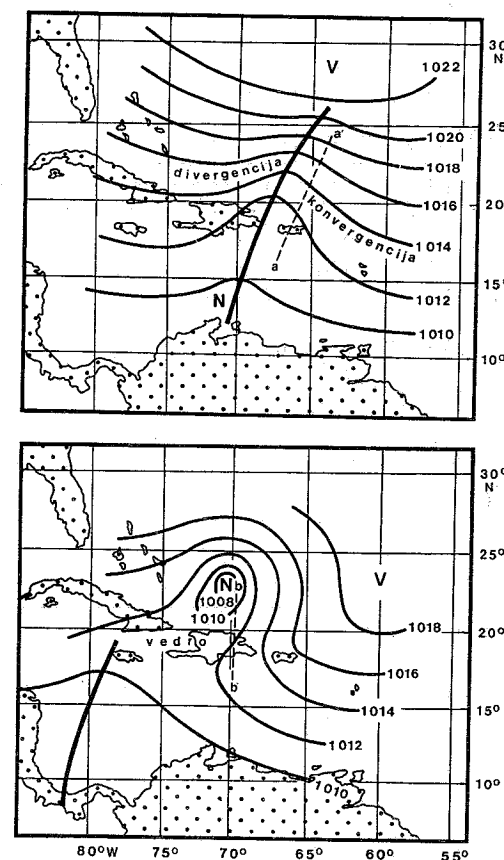 30°
N
V
1022
25°
1020
a'
divergencija
1018
konvergencija
1016
20°
1014
a
15°
N
1012
1010
10°
30°
N
25°
V
N
b
1008
1010
vedro
20°
1018
1016
b'
15°
1014
1012
1010
10°
80°W
75°
70°
65°
60°
55°